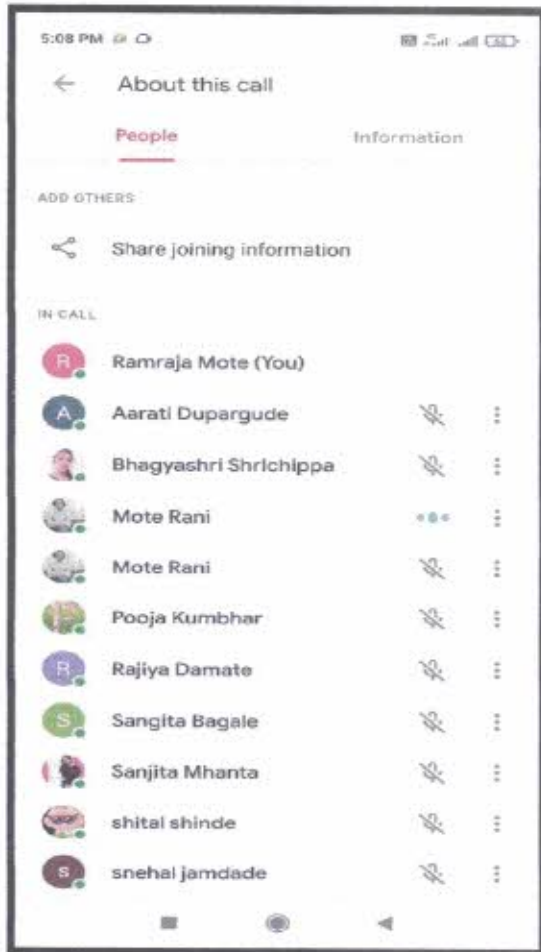 5:08 PM
About this call
People Information
ADD OTHERS
Share joining information
IN CALL
R Ramraja Mote (You)
A Aarati Dupargude
Bhagyashri Shrichippa
Mote Rani
Mote Rani
Pooja Kumbhar
R Rajiya Damate
S Sangita Bagale
Sanjita Mhanta
shital shinde
s snehal jamdade